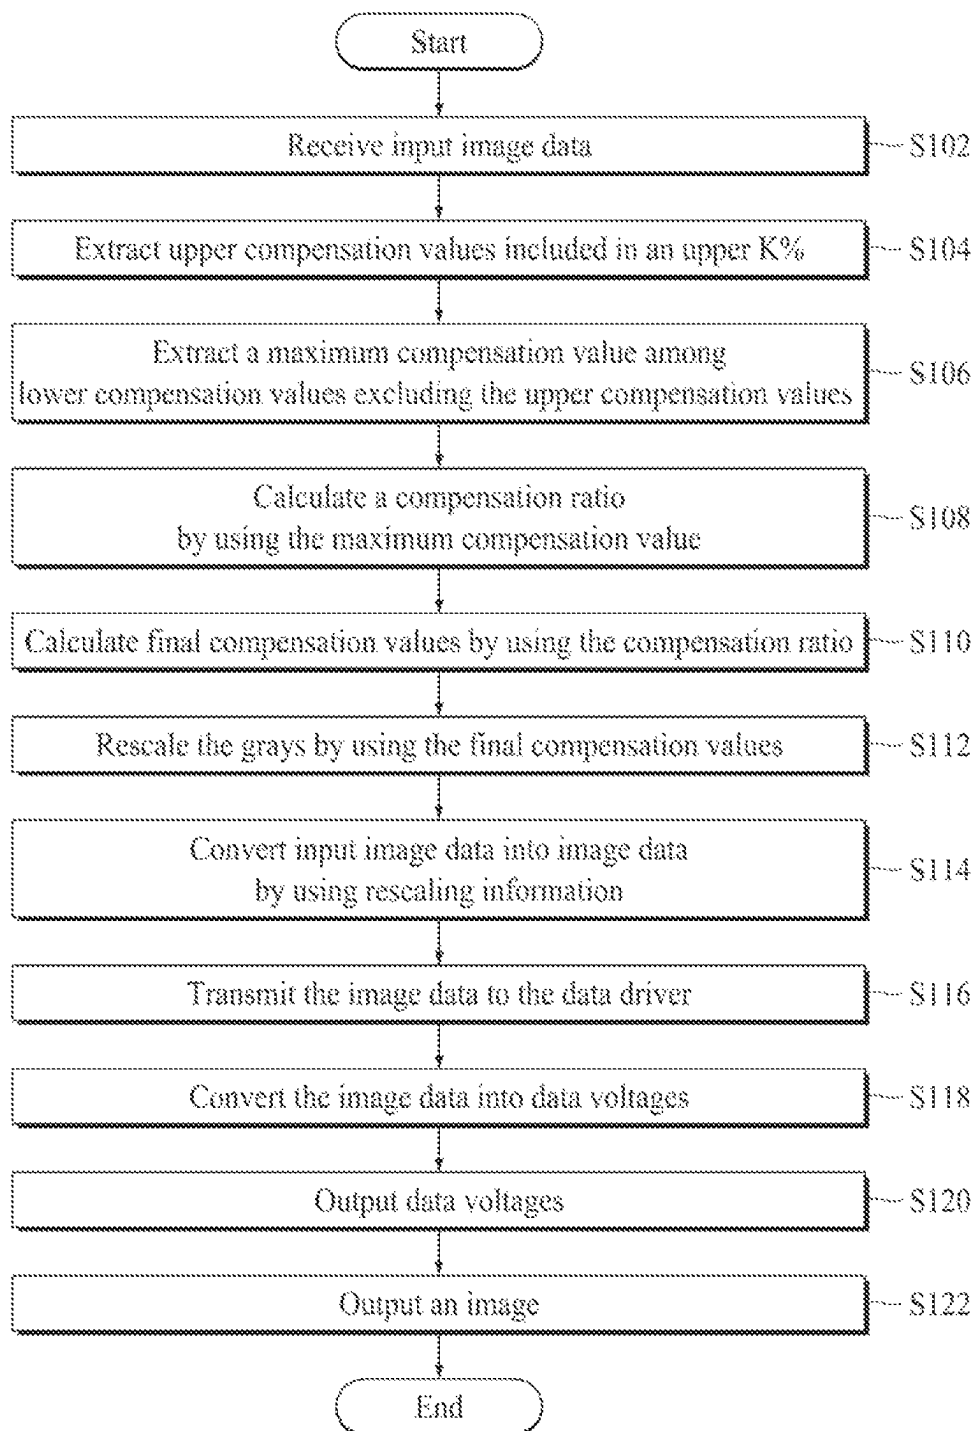 Start
Receive input image data
S102
Extract upper compensation values included in an upper K%
S104
Extract a maximum compensation value among
lower compensation values excluding the upper compensation values
S106
Calculate a compensation ratio
by using the maximum compensation value
S108
Calculate final compensation values by using the compensation ratio
S110
Rescale the grays by using the final compensation values
S112
Convert input image data into image data
by using rescaling information
S114
Transmit the image data to the data driver
S116
Convert the image data into data voltages
S118
Output data voltages
S120
Output an image
S122
End